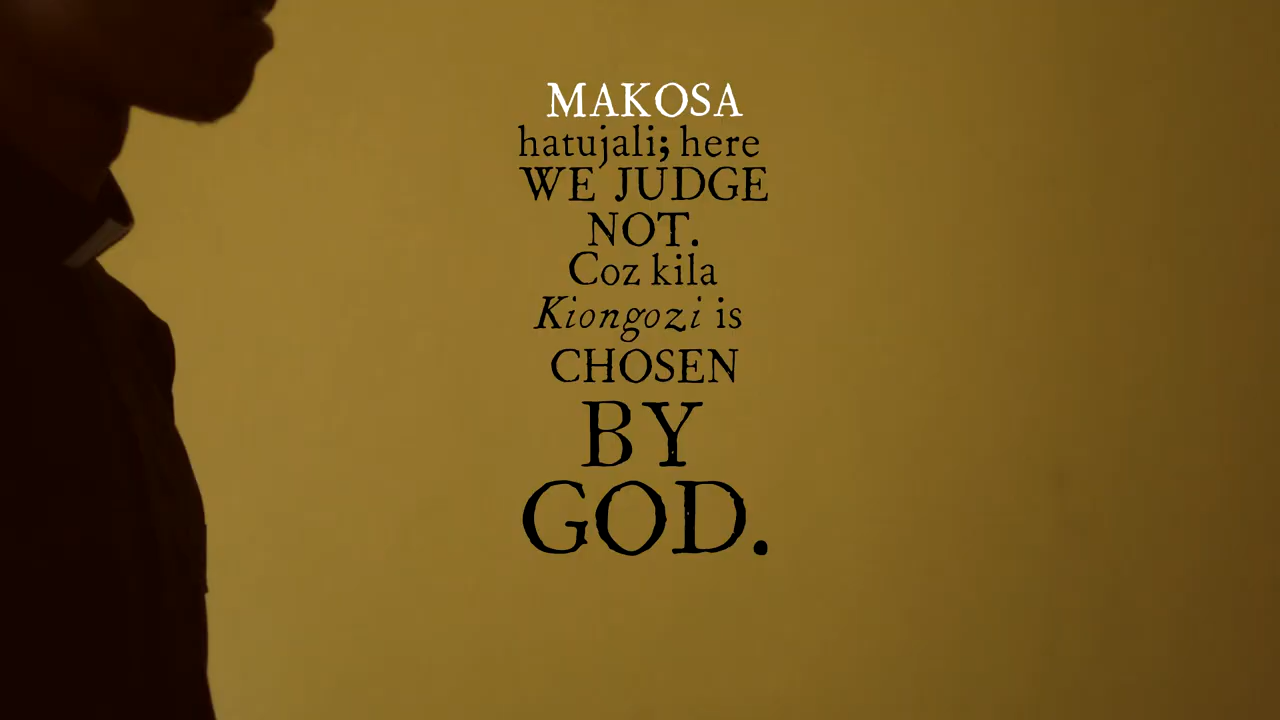 MAKOSA
hatujali; here
WE JUDGE
NOT.
Coz kila
Kiongozi is
CHOSEN
BY
GOD.